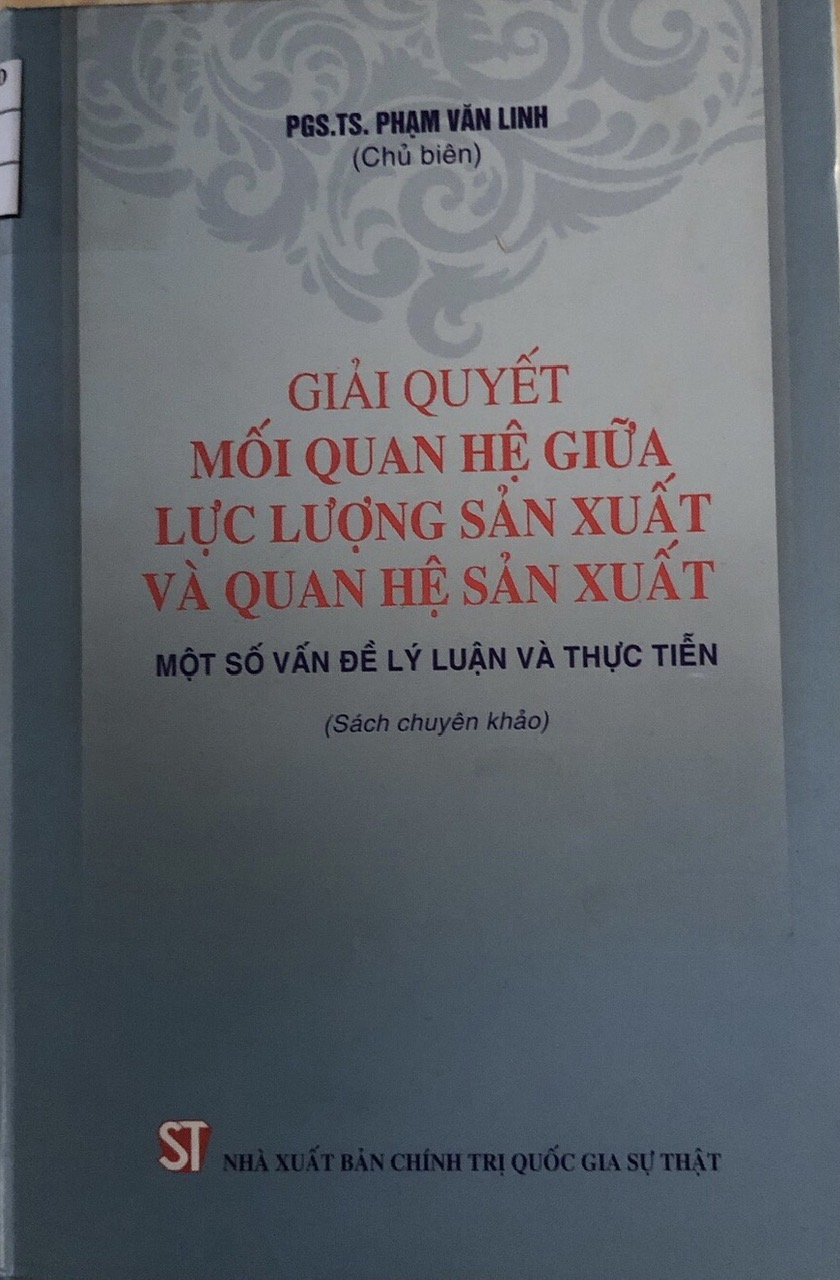 PGS.TS. PHẠM VĂN LINH
(Chủ biên)
GIẢI QUYẾT
MỐI QUAN HỆ GIỮA
LỰC LƯỢNG SẢN XUẤT
VÀ QUAN HỆ SẢN XUẤT
MỘT SỐ VẤN ĐỀ LÝ LUẬN VÀ THỰC TIỄN
(Sách chuyên khảo)
ST NHÀ XUẤT BẢN CHÍNH TRỊ QUỐC GIA SỰ THẬT